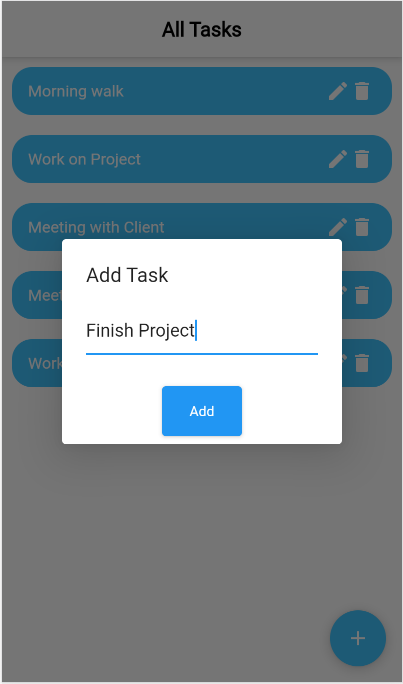 All Tasks
Morning walk
Work on Project
Meeting with Client
Meet
Work
Add Task
Finish Project
Add